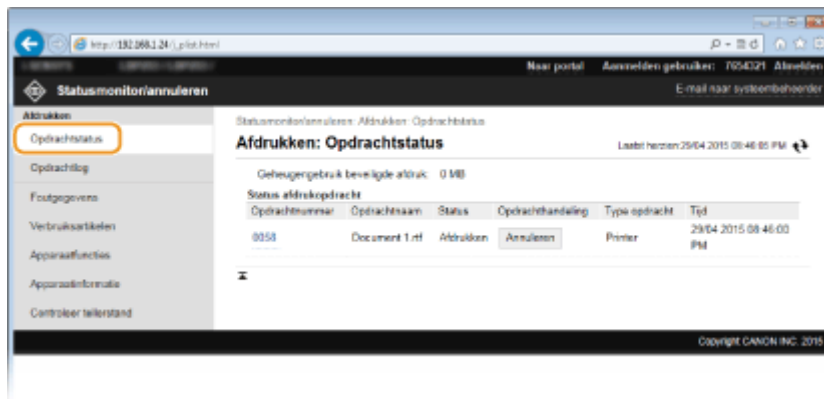 http://192.168.1.24/j_plist.html
Naar portal Aanmelden gebruiker: 7654321 Afmelden
Statusmonitor/annuleren
E-mail naar systeembeheerder
Afdrukken
Opdrachtstatus
Opdrachtlog
Foutgegevens
Verbruiksartikelen
Apparaatfuncties
Apparaatinformatie
Controleer tellerstand
Statusmonitor/annuleren: Afdrukken: Opdrachtstatus
Afdrukken: Opdrachtstatus
Laatst herzien:29/04 2015 08:46:05 PM
Geheugengebruik beveiligde afdruk: 0 MB
Status afdrukopdracht
Opdrachtnummer Opdrachtnaam Status Opdrachthandeling Type opdracht Tijd
0058 Document 1.rtf Afdrukken Annuleren Printer 29/04 2015 08:46:00
PM
Copyright CANON INC. 2015